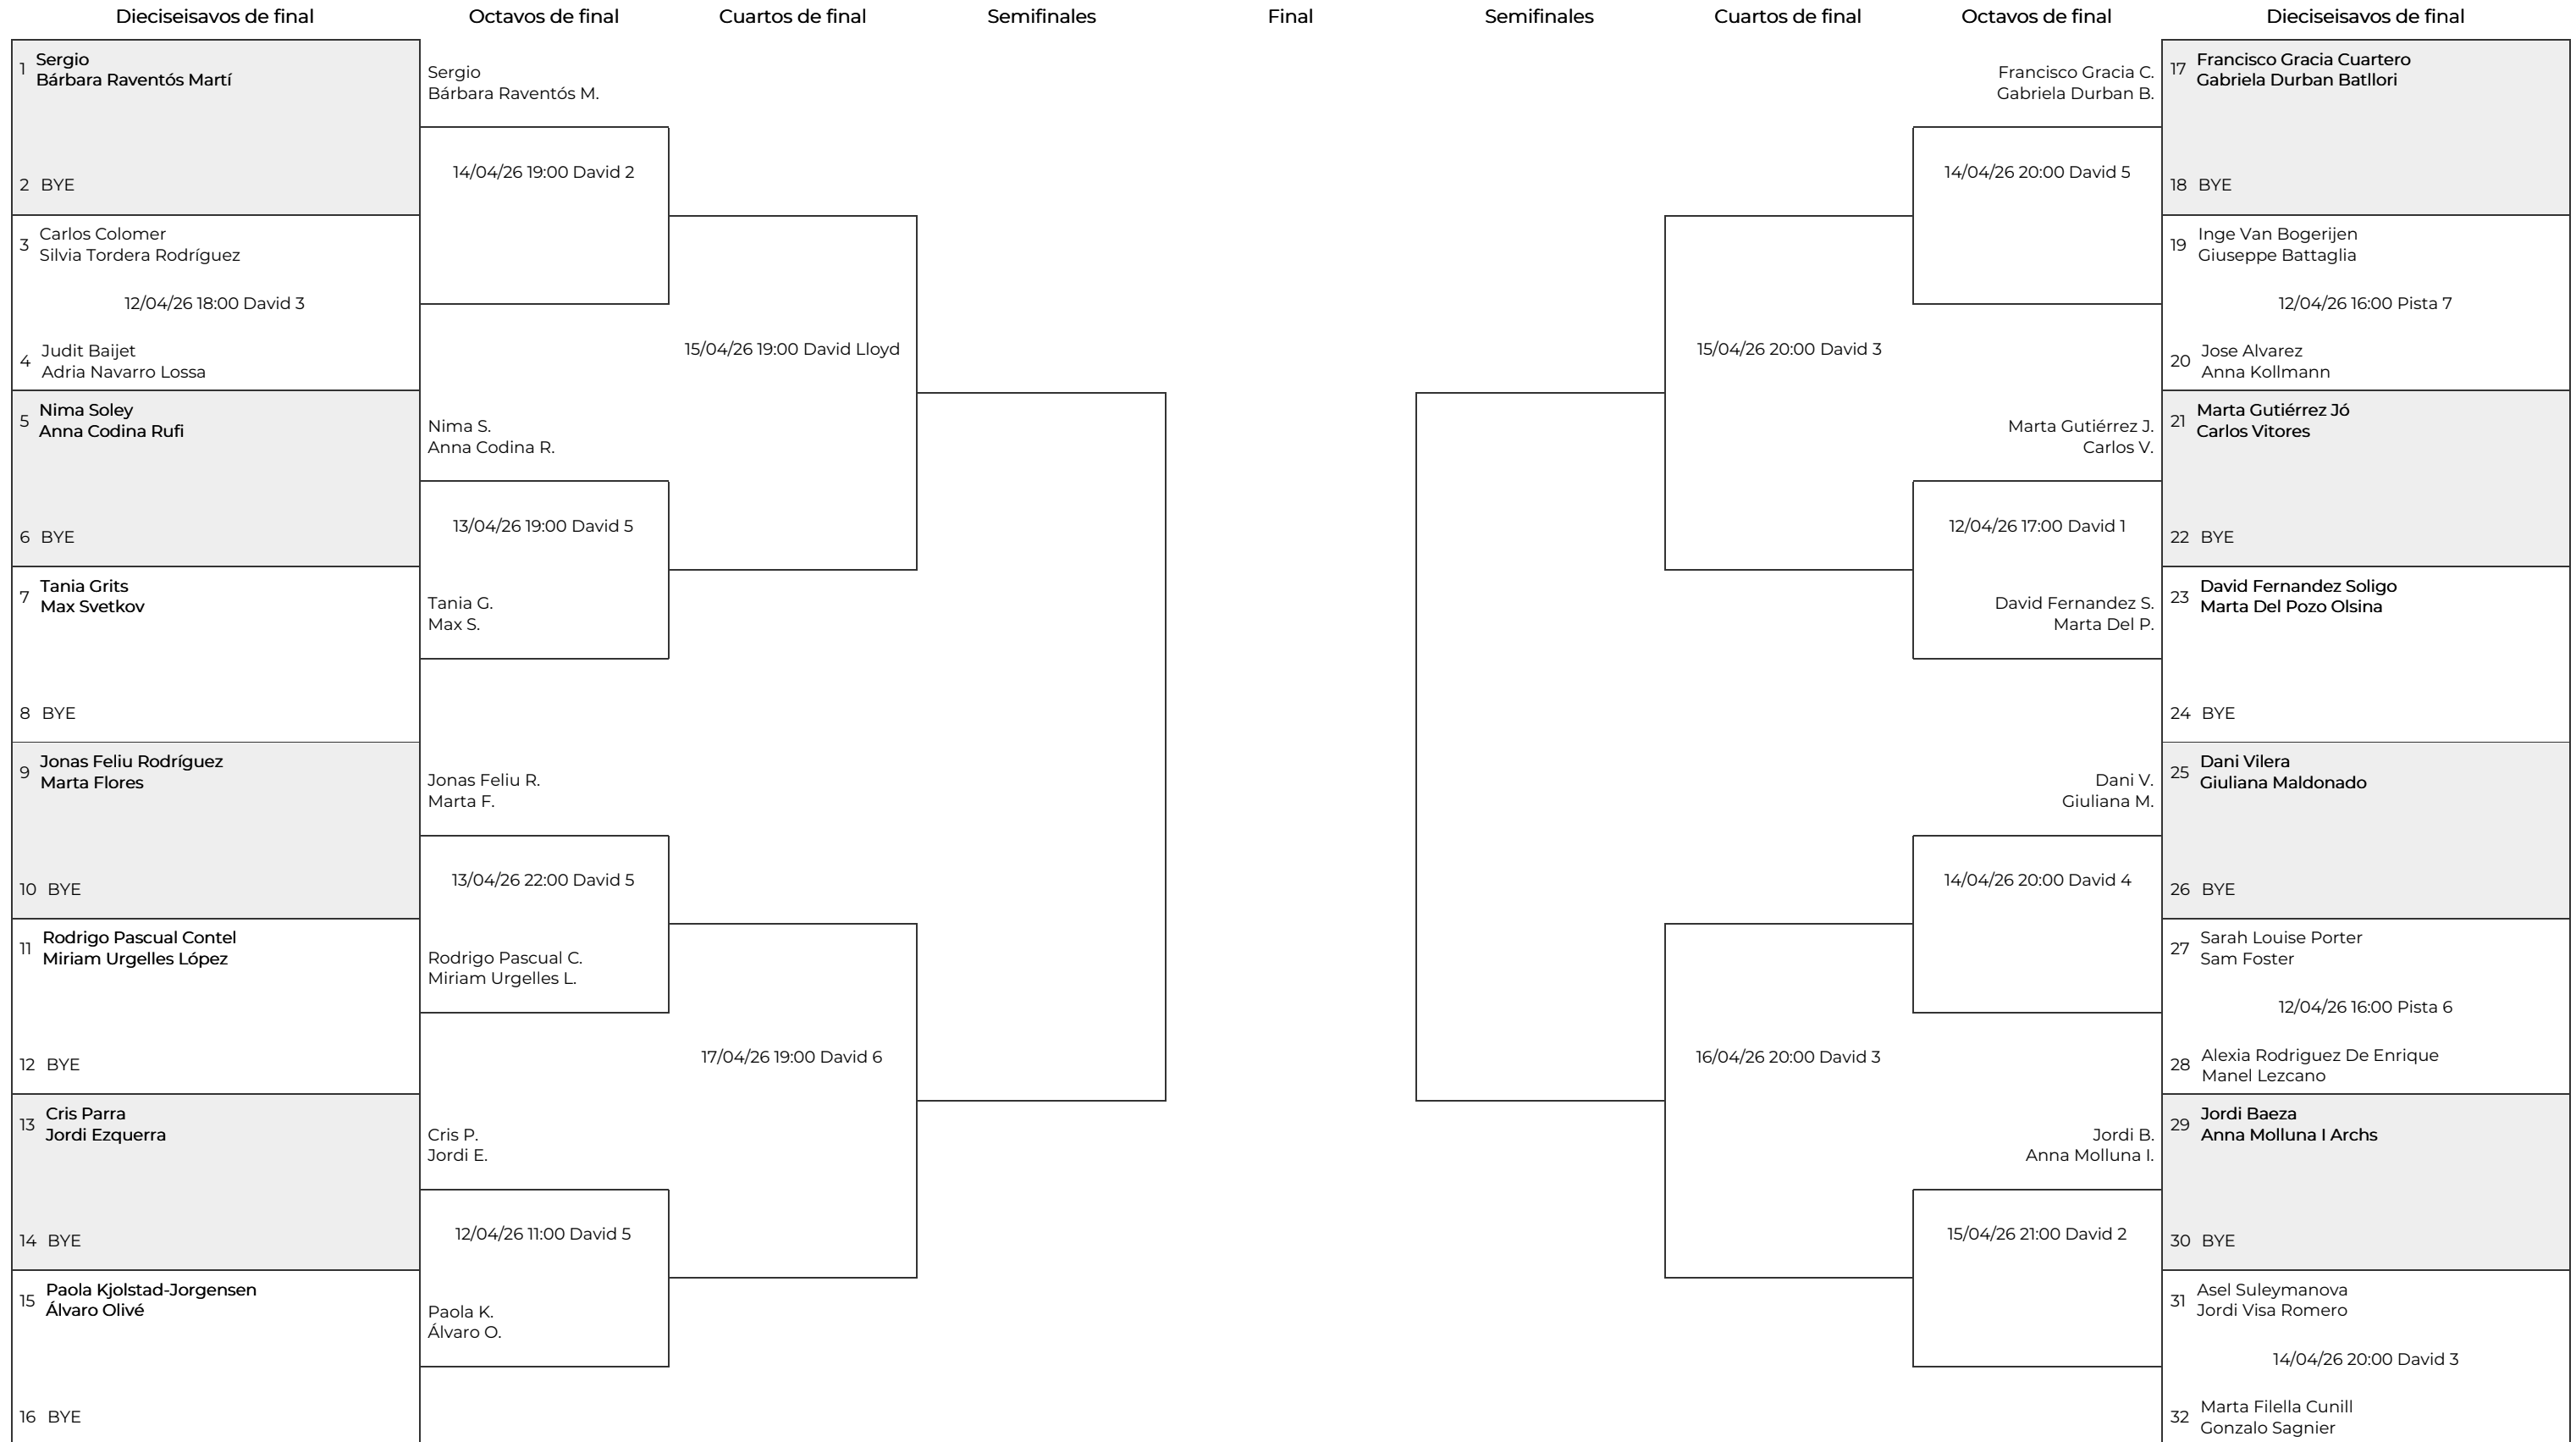 Dieciseisavos de final
Octavos de final
Cuartos de final
Semifinales
Final
Semifinales
Cuartos de final
Octavos de final
Dieciseisavos de final
1 Sergio
Bárbara Raventós Martí
2 BYE
3 Carlos Colomer
Silvia Tordera Rodríguez
12/04/26 18:00 David 3
4 Judit Baijet
Adria Navarro Lossa
5 Nima Soley
Anna Codina Rufi
6 BYE
7 Tania Grits
Max Svetkov
8 BYE
9 Jonas Feliu Rodríguez
Marta Flores
10 BYE
11 Rodrigo Pascual Contel
Miriam Urgelles López
12 BYE
13 Cris Parra
Jordi Ezquerra
14 BYE
15 Paola Kjolstad-Jorgensen
Álvaro Olivé
16 BYE
Sergio
Bárbara Raventós M.
14/04/26 19:00 David 2
Nima S.
Anna Codina R.
13/04/26 19:00 David 5
Tania G.
Max S.
Jonas Feliu R.
Marta F.
13/04/26 22:00 David 5
Rodrigo Pascual C.
Miriam Urgelles L.
Cris P.
Jordi E.
12/04/26 11:00 David 5
Paola K.
Álvaro O.
15/04/26 19:00 David Lloyd
17/04/26 19:00 David 6
15/04/26 20:00 David 3
16/04/26 20:00 David 3
Francisco Gracia C.
Gabriela Durban B.
14/04/26 20:00 David 5
Marta Gutiérrez J.
Carlos V.
12/04/26 17:00 David 1
David Fernandez S.
Marta Del P.
Dani V.
Giuliana M.
14/04/26 20:00 David 4
Jordi B.
Anna Molluna I.
15/04/26 21:00 David 2
17 Francisco Gracia Cuartero
Gabriela Durban Batllori
18 BYE
19 Inge Van Bogerijen
Giuseppe Battaglia
12/04/26 16:00 Pista 7
20 Jose Alvarez
Anna Kollmann
21 Marta Gutiérrez Jó
Carlos Vitores
22 BYE
23 David Fernandez Soligo
Marta Del Pozo Olsina
24 BYE
25 Dani Vilera
Giuliana Maldonado
26 BYE
27 Sarah Louise Porter
Sam Foster
12/04/26 16:00 Pista 6
28 Alexia Rodriguez De Enrique
Manel Lezcano
29 Jordi Baeza
Anna Molluna I Archs
30 BYE
31 Asel Suleymanova
Jordi Visa Romero
14/04/26 20:00 David 3
32 Marta Filella Cunill
Gonzalo Sagnier